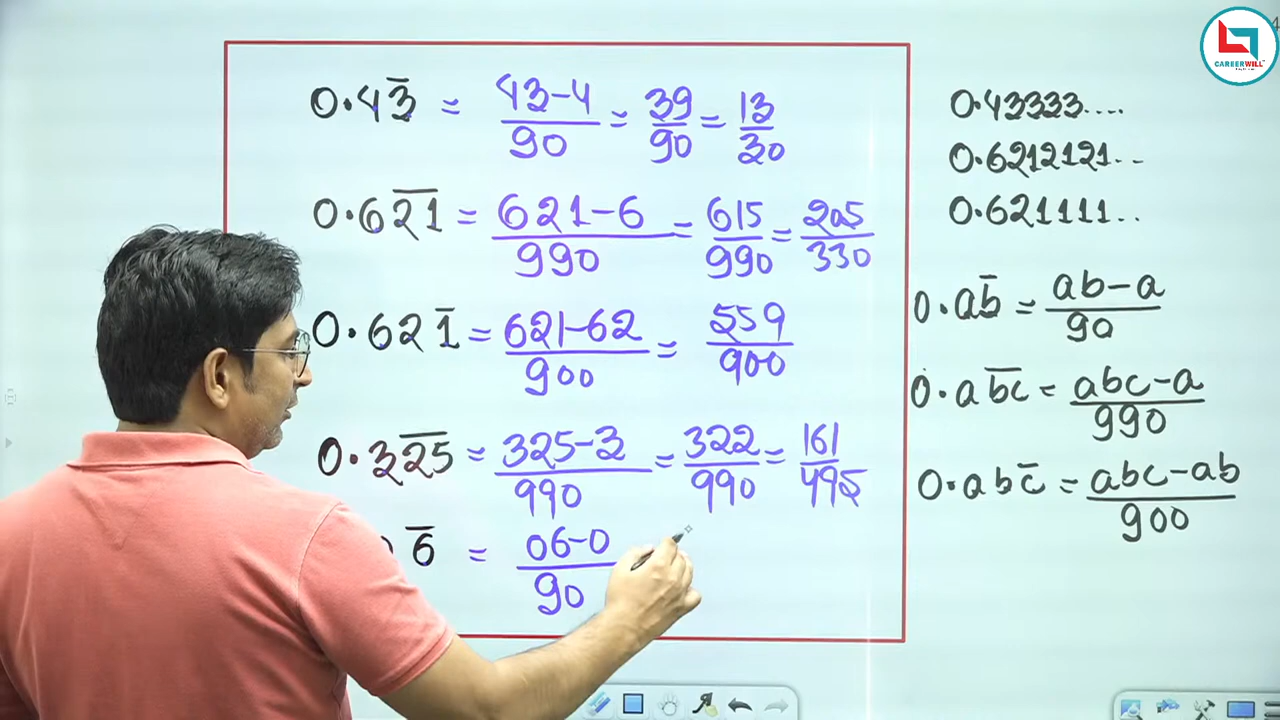 0.43̅ = 43-4/90 = 39/90 = 13/30
0.62̅1̅ = 621-6/990 = 615/990 = 205/330
0.621̅ = 621-62/900 = 559/900
0.32̅5̅ = 325-3/990 = 322/990 = 161/495
6̅ = 06-0/90
0.43333....
0.6212121..
0.621111..
0.ab̅ = ab-a/90
0.ab̅c̅ = abc-a/990
0.abc̅ = abc-ab/900
CAREERWILL